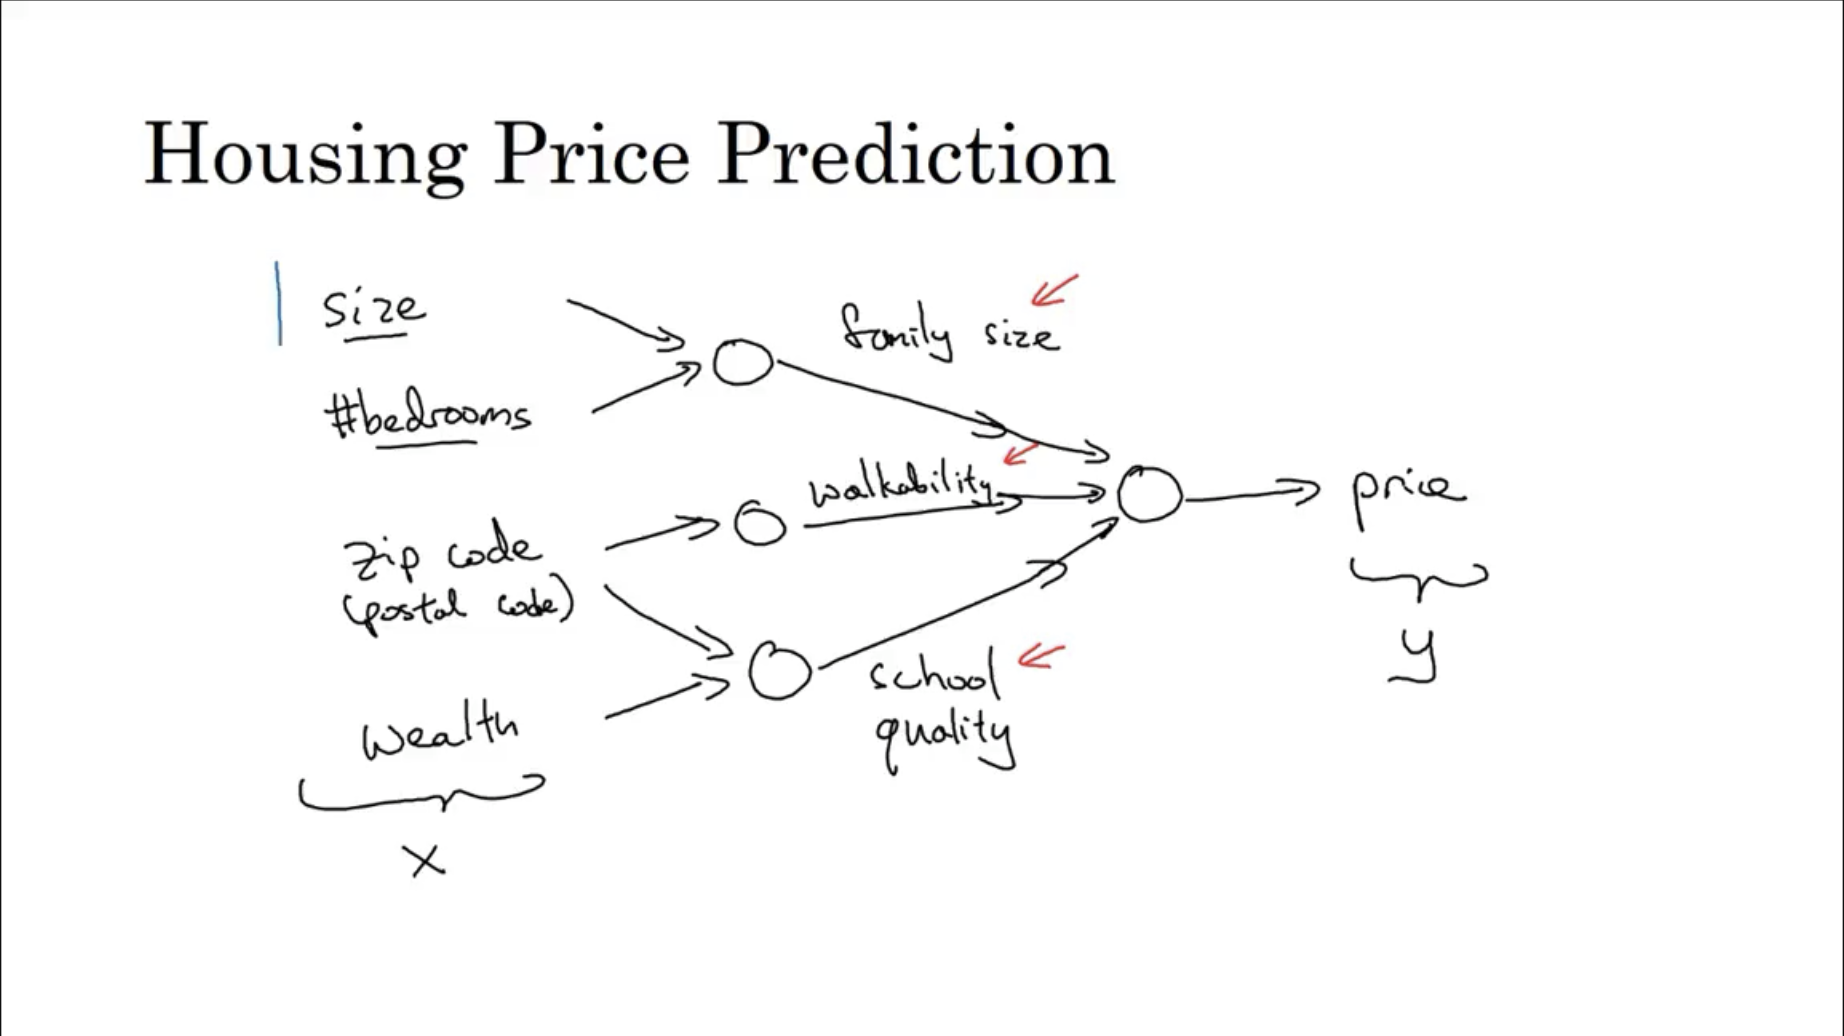 Housing Price Prediction
size
family size
#bedrooms
walkability
price
zip code
(postal code)
y
school
quality
wealth
x